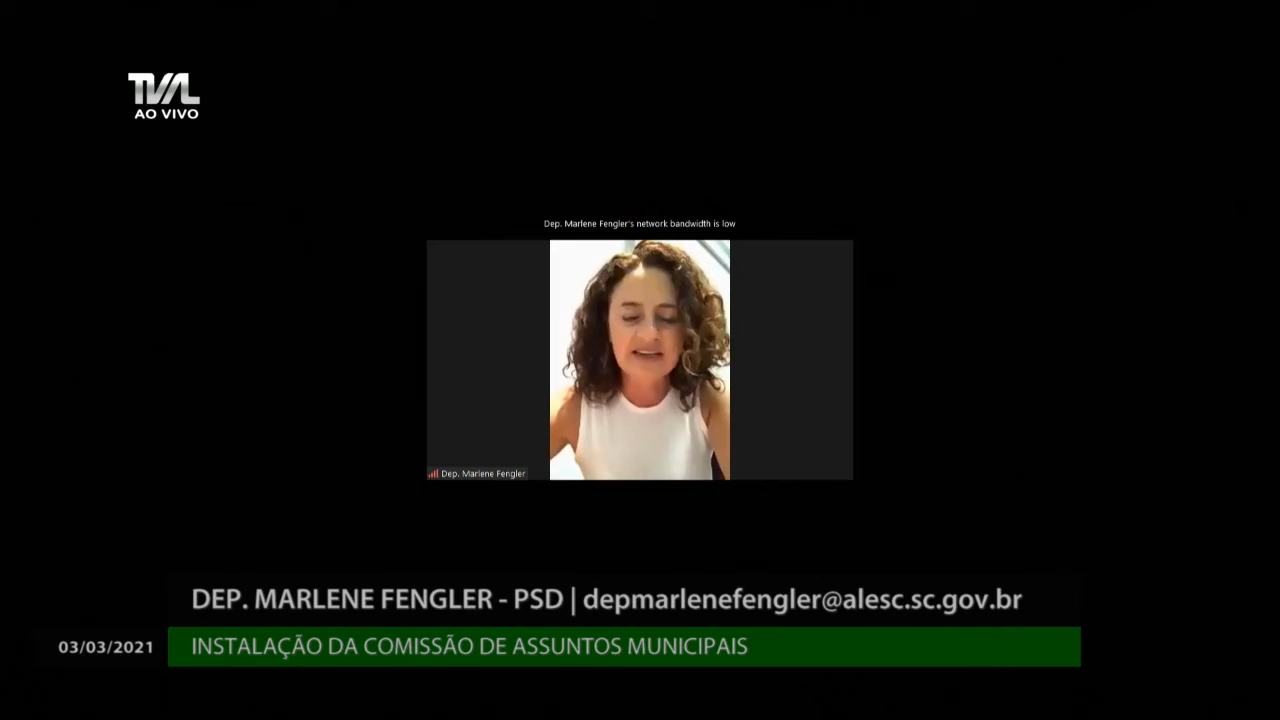 TVAL
AO VIVO
Dep. Marlene Fengler's network bandwidth is low
Dep. Marlene Fengler
DEP. MARLENE FENGLER - PSD | depmarlenefengler@alesc.sc.gov.br
03/03/2021
INSTALAÇÃO DA COMISSÃO DE ASSUNTOS MUNICIPAIS